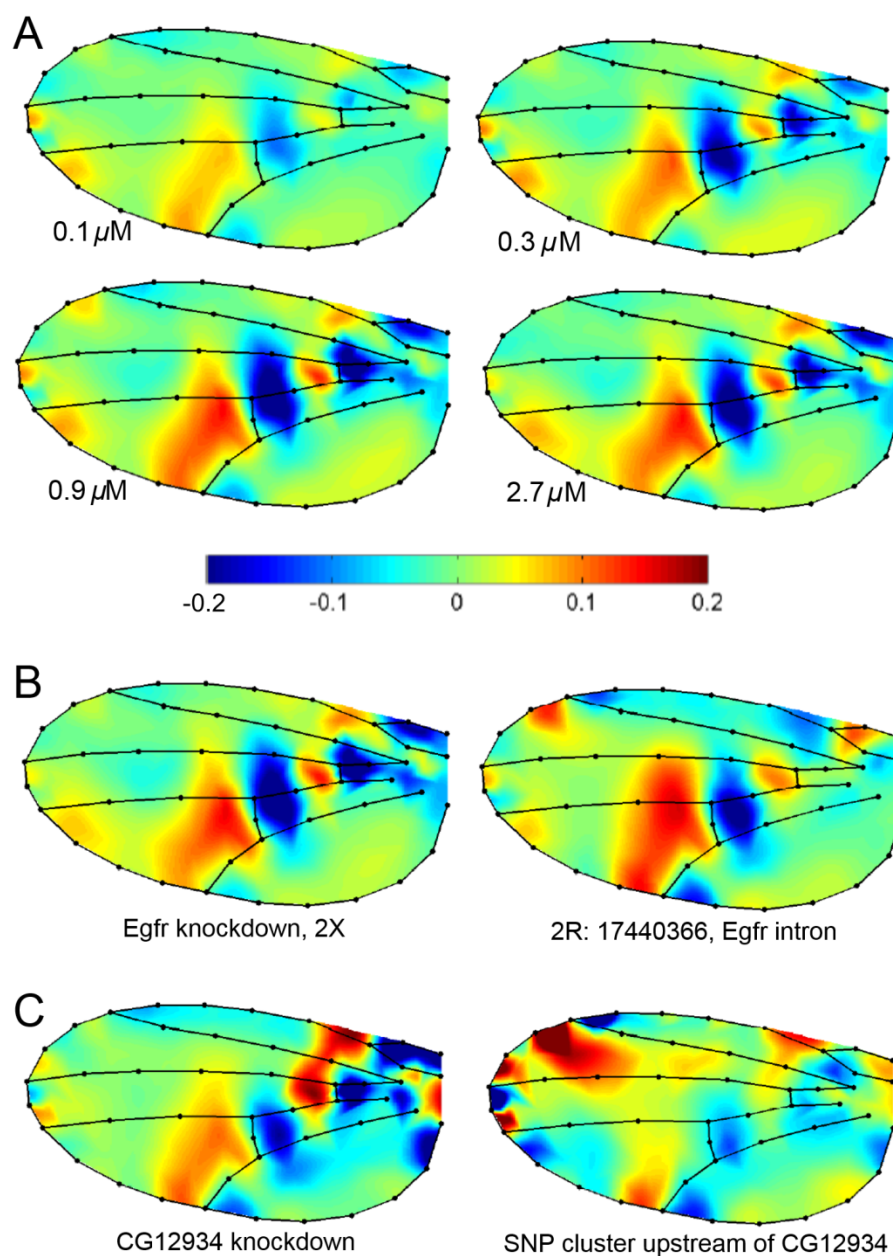 A
0.1 µM
0.3 µM
0.9 µM
2.7 µM
-0.2 -0.1 0 0.1 0.2
B
Egfr knockdown, 2X
2R: 17440366, Egfr intron
C
CG12934 knockdown
SNP cluster upstream of CG12934